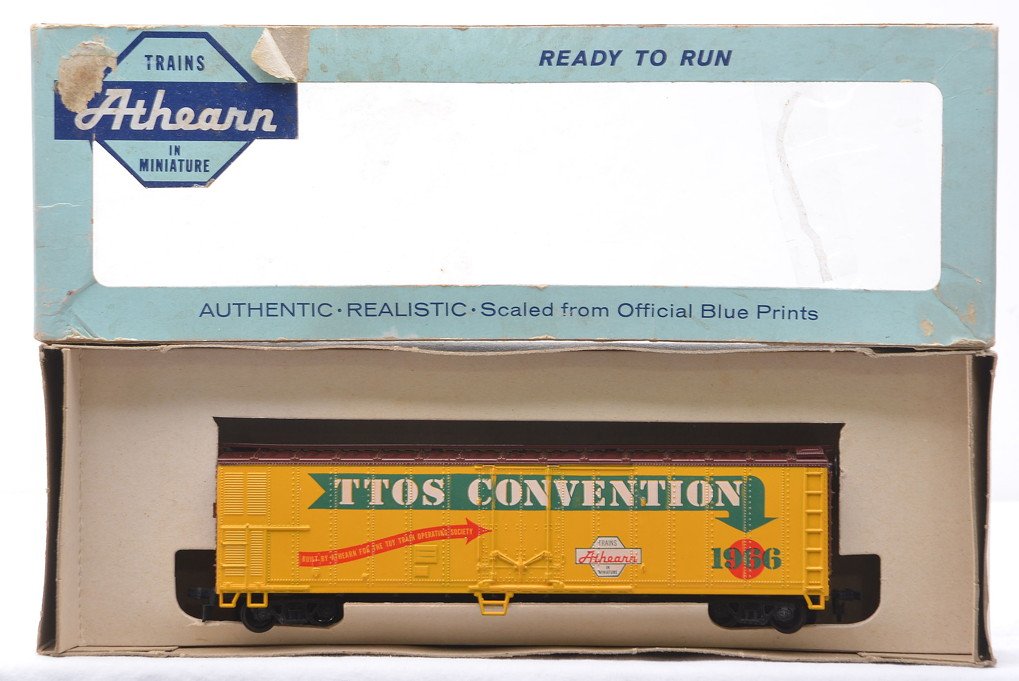 TRAINS
Athearn
IN
MINIATURE
READY TO RUN
AUTHENTIC·REALISTIC·Scaled from Official Blue Prints
TTOS CONVENTION
BUILT BY ATHEARN FOR THE TOY TRAIN OPERATING SOCIETY
TRAINS
Athearn
IN
MINIATURE
1966